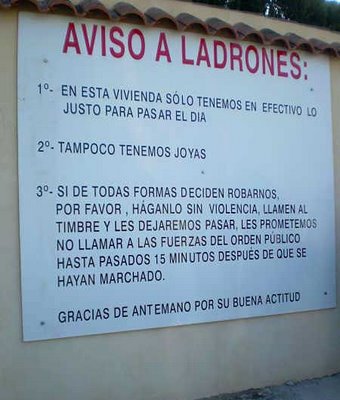 AVISO A LADRONES:
1º- EN ESTA VIVIENDA SÓLO TENEMOS EN EFECTIVO LO
JUSTO PARA PASAR EL DIA
2º- TAMPOCO TENEMOS JOYAS
3º- SI DE TODAS FORMAS DECIDEN ROBARNOS,
POR FAVOR , HÁGANLO SIN VIOLENCIA, LLAMEN AL
TIMBRE Y LES DEJAREMOS PASAR, LES PROMETEMOS
NO LLAMAR A LAS FUERZAS DEL ORDEN PÚBLICO
HASTA PASADOS 15 MINUTOS DESPUÉS DE QUE SE
HAYAN MARCHADO.
GRACIAS DE ANTEMANO POR SU BUENA ACTITUD